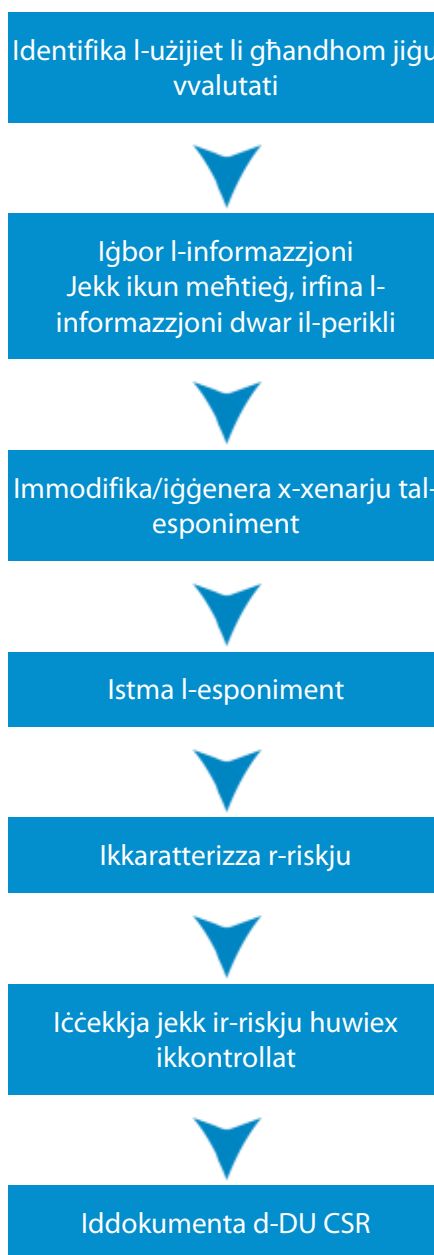 Identifika l-użijiet li għandhom jiġu
vvalutati
Iġbor l-informazzjoni
Jekk ikun meħtieġ, irfina l-
informazzjoni dwar il-perikli
Immodifika/iġġenera x-xenarju tal-
esponiment
Istma l-esponiment
Ikkaratterizza r-riskju
Iċċekkja jekk ir-riskju huwiex
ikkontrollat
Iddokumenta d-DU CSR